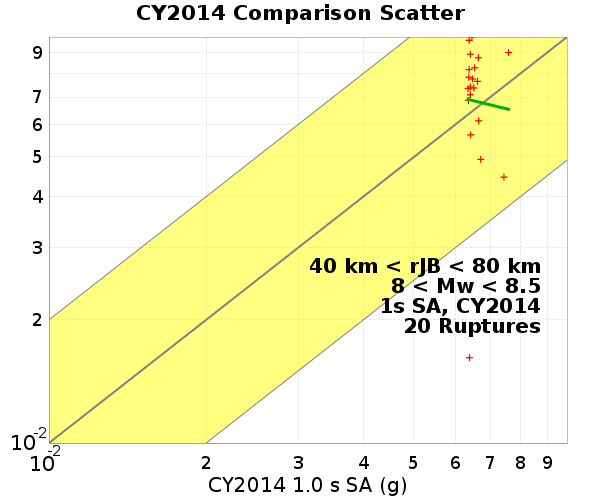 CY2014 Comparison Scatter
9
8
7
6
5
4
3
2
10-2
40 km < rJB < 80 km
8 < Mw < 8.5
1s SA, CY2014
20 Ruptures
10-2 2 3 4 5 6 7 8 9
CY2014 1.0 s SA (g)